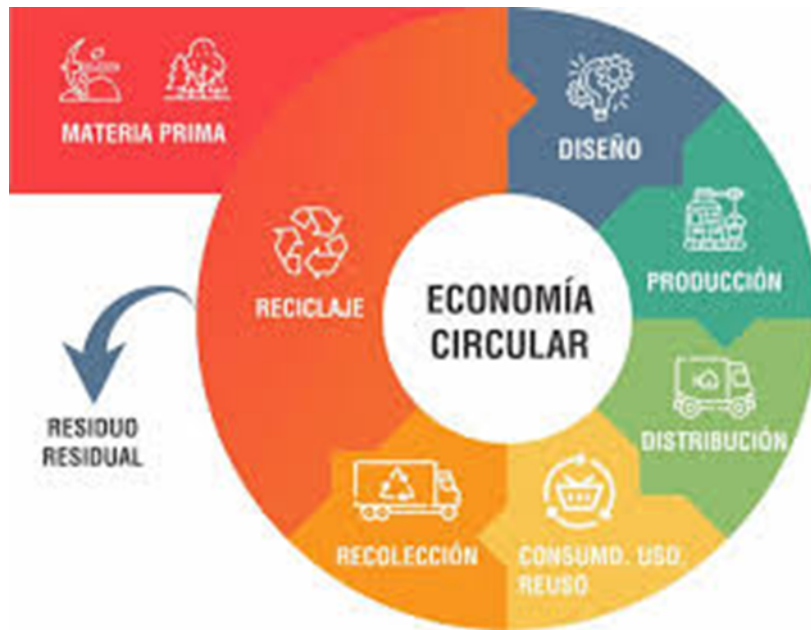 MATERIA PRIMA
DISEÑO
PRODUCCIÓN
DISTRIBUCIÓN
CONSUMO. USO.
REUSO
RECOLECCIÓN
RECICLAJE
ECONOMÍA
CIRCULAR
RESIDUO
RESIDUAL